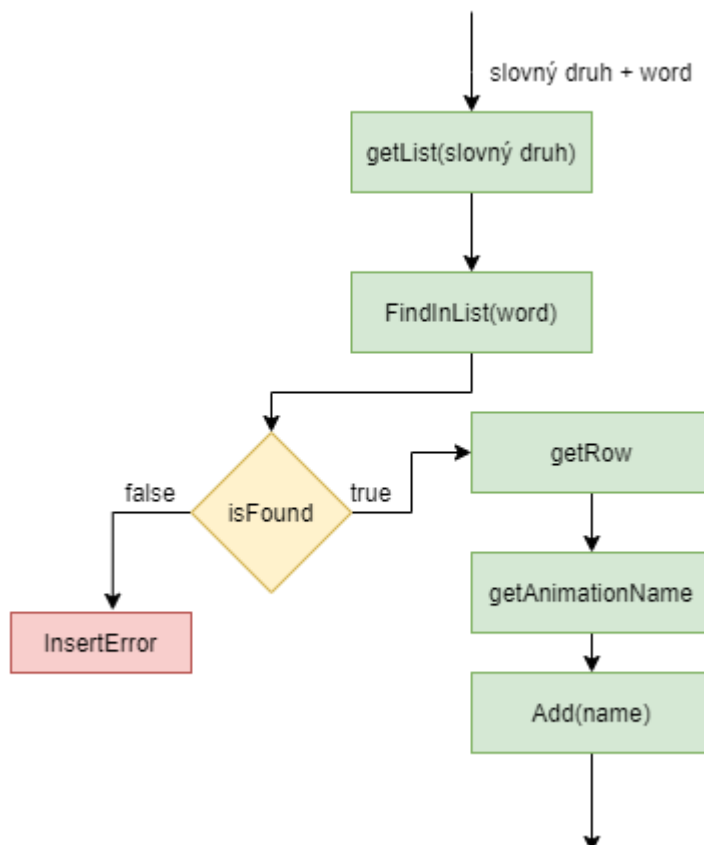 slovný druh + word
getList(slovný druh)
FindInList(word)
getRow
false
true
isFound
getAnimationName
InsertError
Add(name)